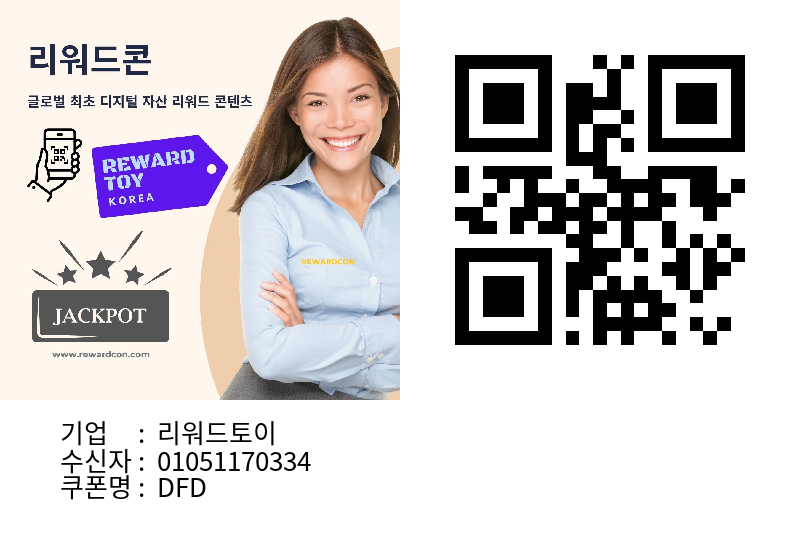 리워드콘
글로벌 최초 디지털 자산 리워드 콘텐츠
REWARD
TOY
KOREA
REWARDCON
JACKPOT
www.rewardcon.com
기업 : 리워드토이
수신자 : 01051170334
쿠폰명 : DFD